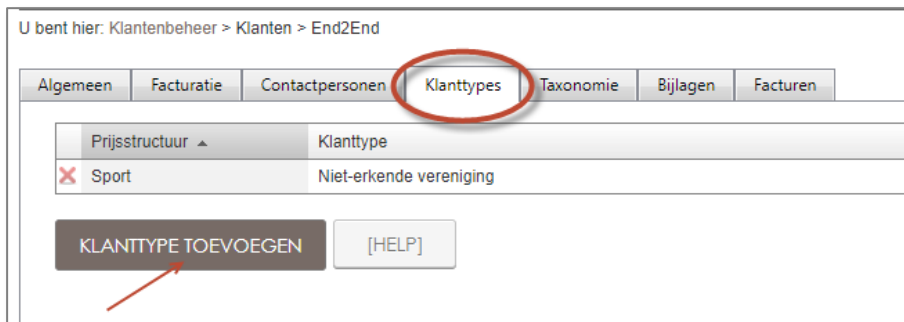 U bent hier: Klantenbeheer > Klanten > End2End
Algemeen Facturatie Contactpersonen Klanttypes Taxonomie Bijlagen Facturen
Prijsstructuur ▲ Klanttype
Sport Niet-erkende vereniging
KLANTTYPE TOEVOEGEN [HELP]